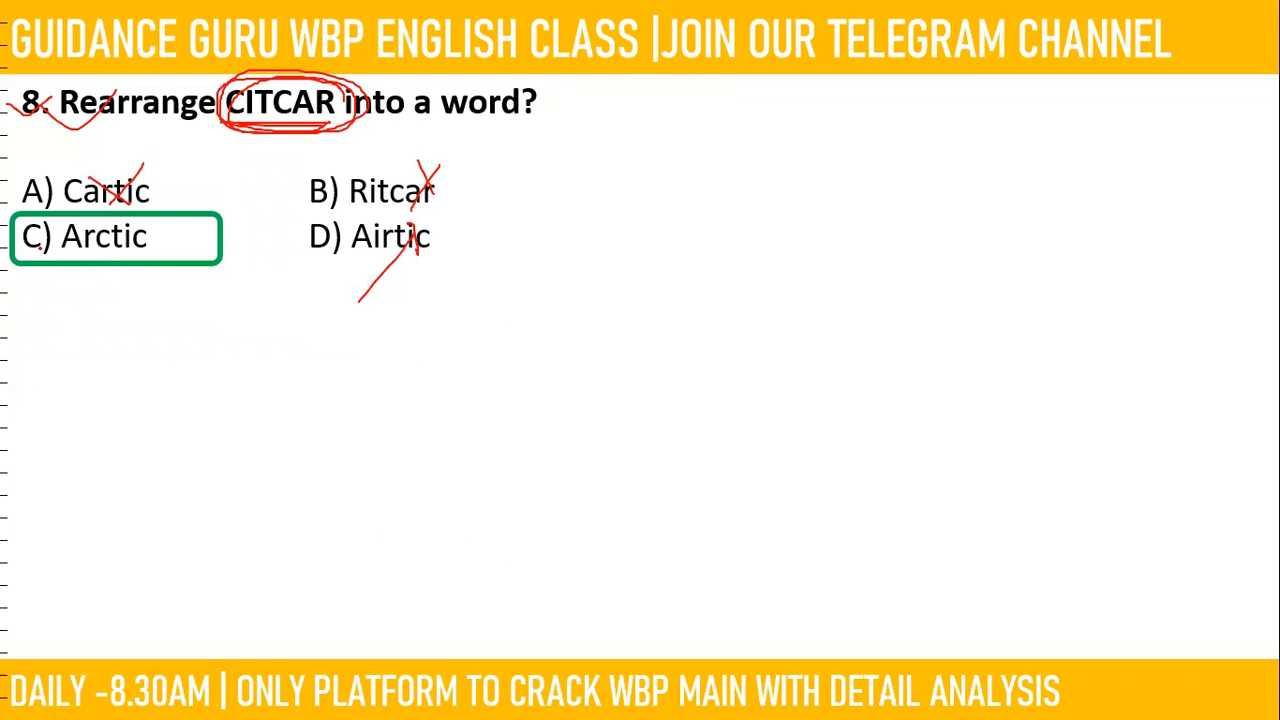 GUIDANCE GURU WBP ENGLISH CLASS |JOIN OUR TELEGRAM CHANNEL
8. Rearrange CITCAR into a word?
A) Cartic B) Ritcar
C) Arctic D) Airtic
DAILY -8.30AM | ONLY PLATFORM TO CRACK WBP MAIN WITH DETAIL ANALYSIS